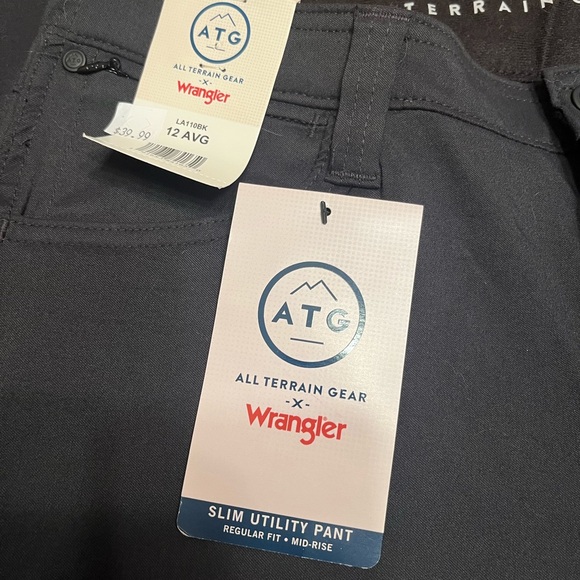 TERRAIN
ATG
ALL TERRAIN GEAR
-X-
Wrangler
LA110BK
$39.99 12 AVG
ATG
ALL TERRAIN GEAR
-X-
Wrangler
SLIM UTILITY PANT
REGULAR FIT • MID-RISE